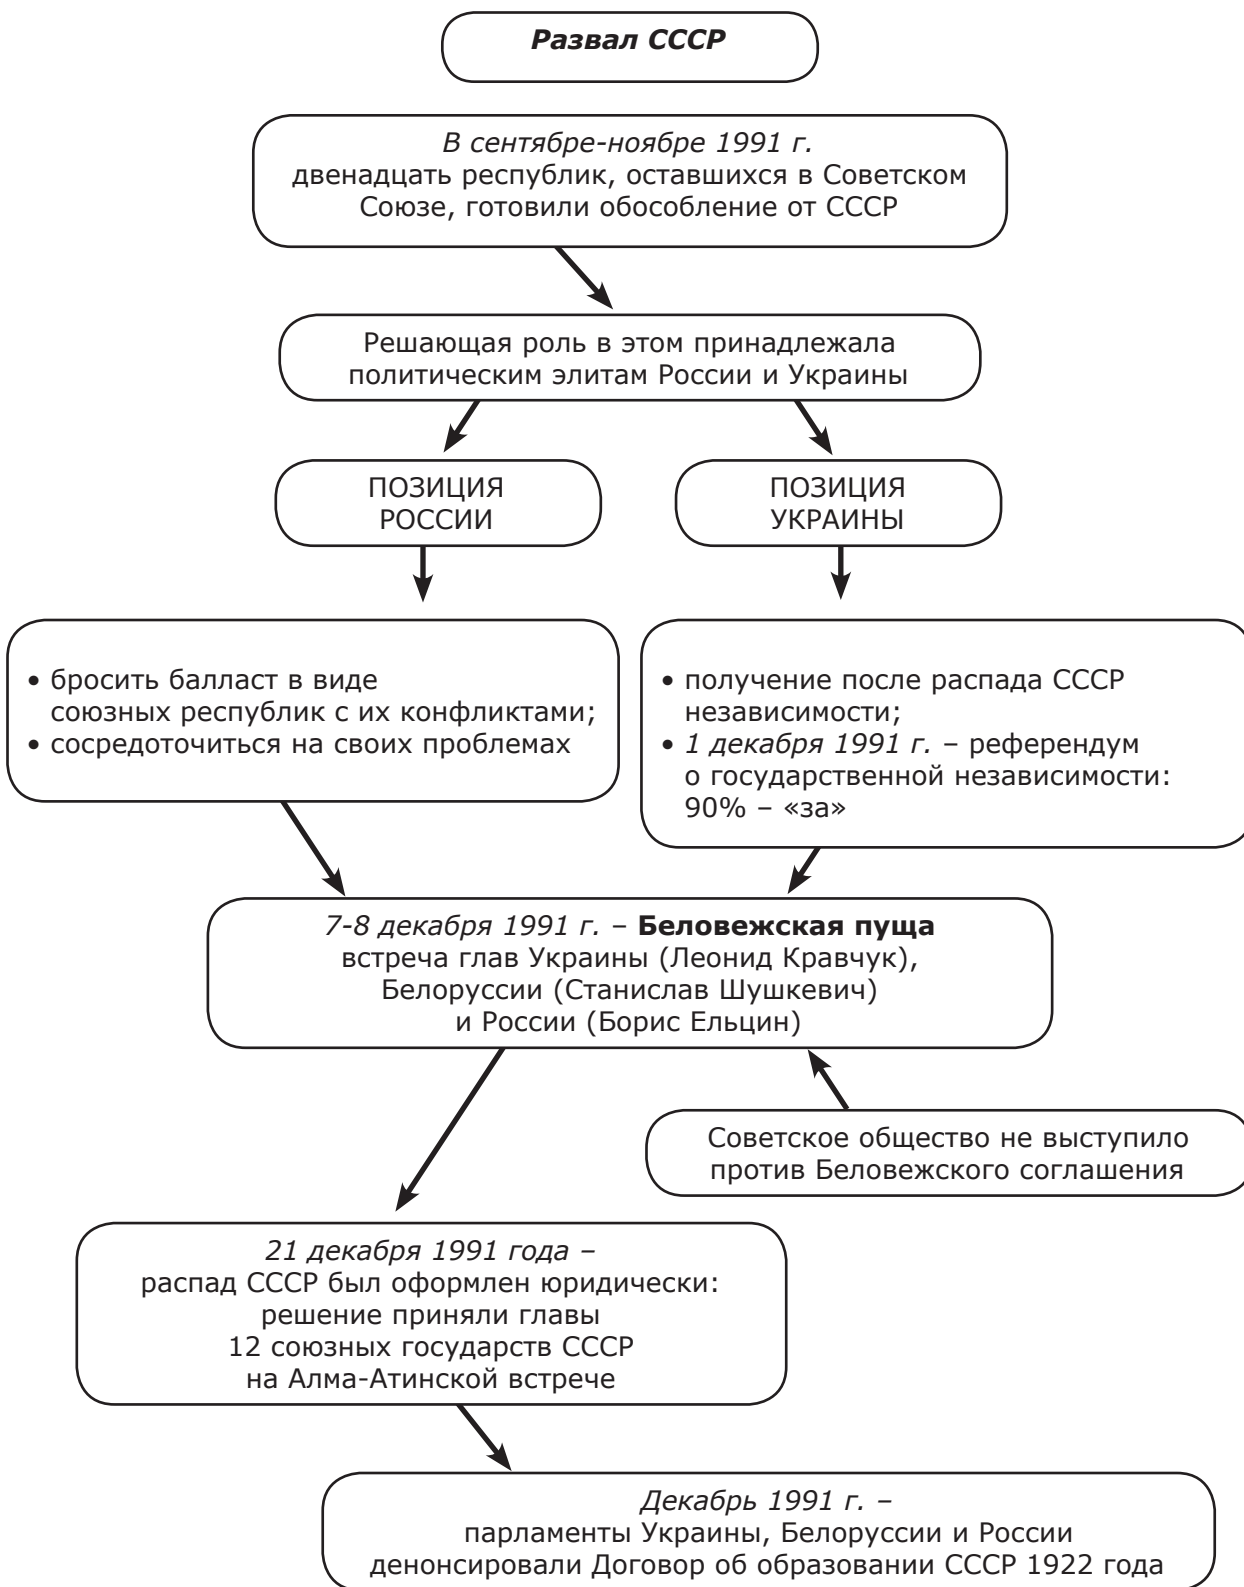 Развал СССР
В сентябре-ноябре 1991 г.
двенадцать республик, оставшихся в Советском
Союзе, готовили обособление от СССР
Решающая роль в этом принадлежала
политическим элитам России и Украины
ПОЗИЦИЯ
РОССИИ
ПОЗИЦИЯ
УКРАИНЫ
• бросить балласт в виде
союзных республик с их конфликтами;
• сосредоточиться на своих проблемах
• получение после распада СССР
независимости;
• 1 декабря 1991 г. – референдум
о государственной независимости:
90% – «за»
7-8 декабря 1991 г. – Беловежская пуща
встреча глав Украины (Леонид Кравчук),
Белоруссии (Станислав Шушкевич)
и России (Борис Ельцин)
Советское общество не выступило
против Беловежского соглашения
21 декабря 1991 года –
распад СССР был оформлен юридически:
решение приняли главы
12 союзных государств СССР
на Алма-Атинской встрече
Декабрь 1991 г. –
парламенты Украины, Белоруссии и России
денонсировали Договор об образовании СССР 1922 года